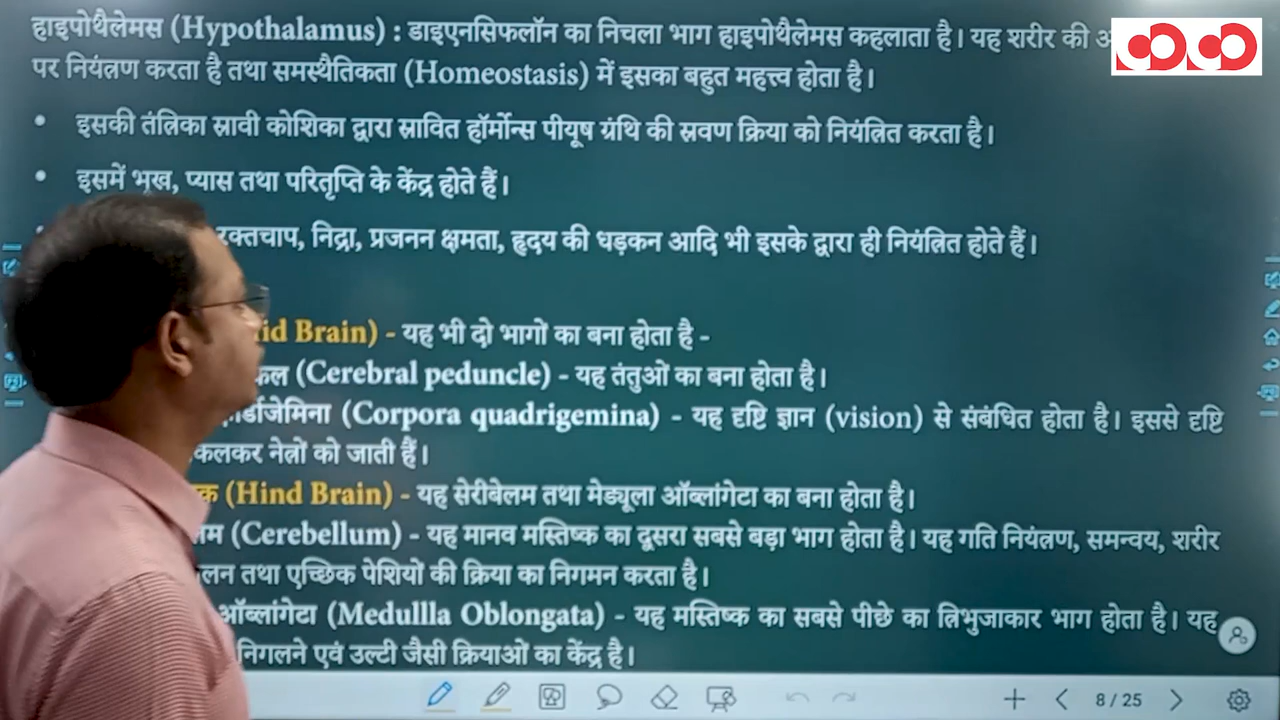 हाइपोथैलेमस (Hypothalamus) : डाइएनसिफलॉन का निचला भाग हाइपोथैलेमस कहलाता है। यह शरीर की
पर नियंत्रण करता है तथा समस्थैतिकता (Homeostasis) में इसका बहुत महत्त्व होता है।
• इसकी तंत्रिका स्रावी कोशिका द्वारा स्रावित हॉर्मोन्स पीयूष ग्रंथि की स्रवण क्रिया को नियंत्रित करता है।
• इसमें भूख, प्यास तथा परितृप्ति के केंद्र होते हैं।
रक्तचाप, निद्रा, प्रजनन क्षमता, हृदय की धड़कन आदि भी इसके द्वारा ही नियंत्रित होते हैं।
Brain) - यह भी दो भागों का बना होता है -
(Cerebral peduncle) - यह तंतुओं का बना होता है।
(Corpora quadrigemina) - यह दृष्टि ज्ञान (vision) से संबंधित होता है। इससे दृष्टि
नेत्रों को जाती हैं।
(Hind Brain) - यह सेरीबेलम तथा मेड्यूला ऑब्लांगेटा का बना होता है।
(Cerebellum) - यह मानव मस्तिष्क का दूसरा सबसे बड़ा भाग होता है। यह गति नियंत्रण, समन्वय, शरीर
तथा एच्छिक पेशियों की क्रिया का निगमन करता है।
ऑब्लांगेटा (Medullla Oblongata) - यह मस्तिष्क का सबसे पीछे का त्रिभुजाकार भाग होता है। यह
निगलने एवं उल्टी जैसी क्रियाओं का केंद्र है।
8 / 25